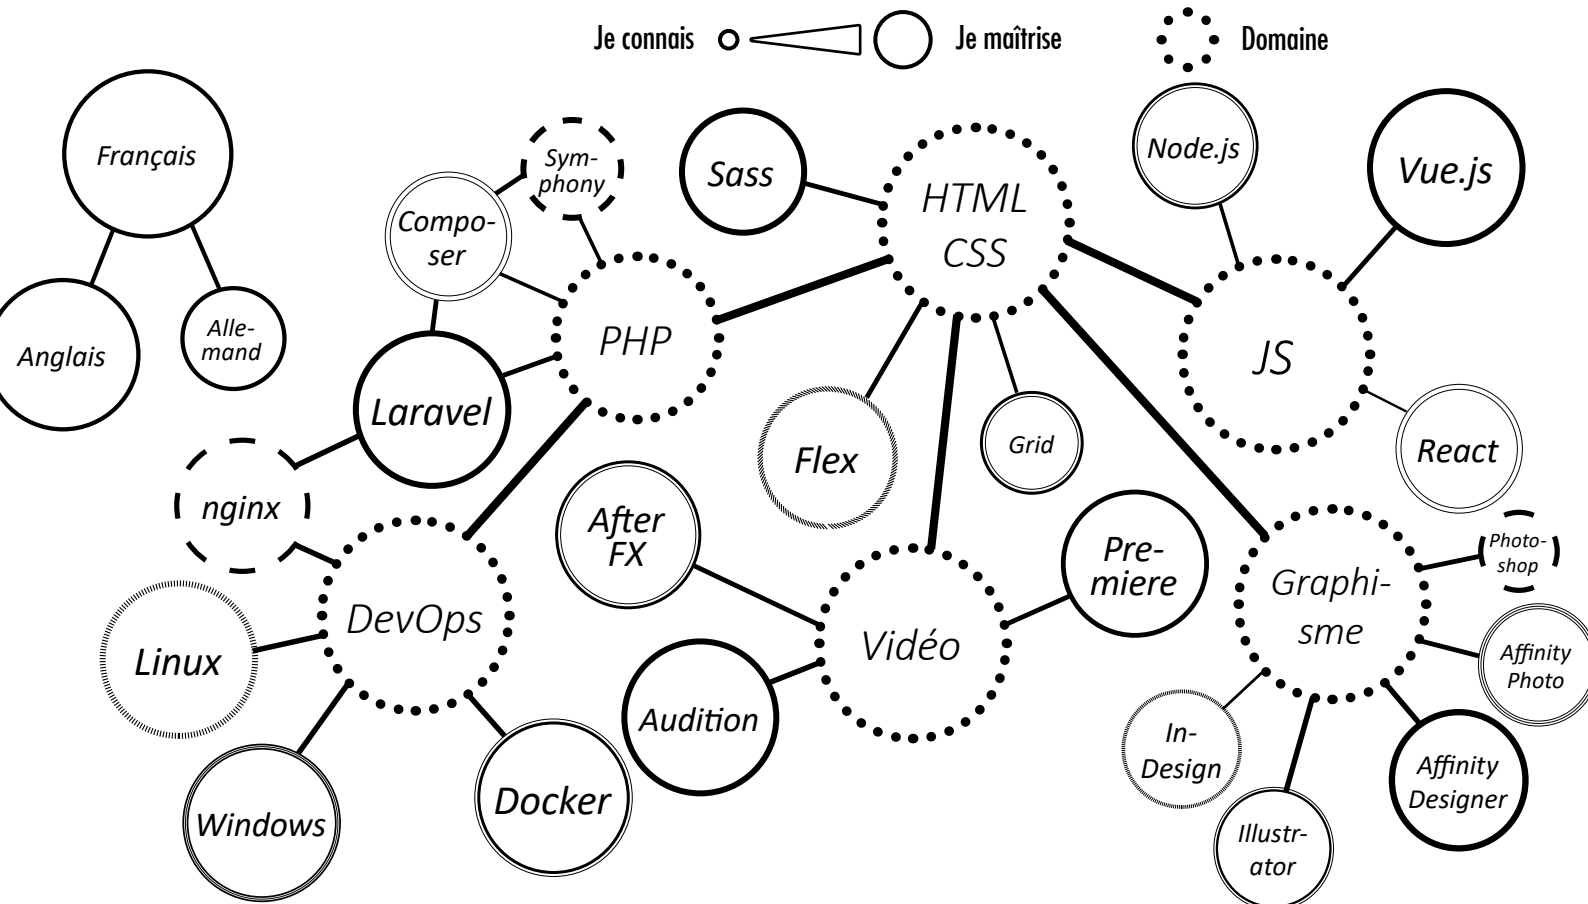 Je connais
Je maîtrise
Domaine
Français
Anglais
Alle-
mand
Sym-
phony
Compo-
ser
Laravel
PHP
Sass
HTML
CSS
Node.js
Vue.js
JS
React
Flex
Grid
nginx
Linux
Windows
DevOps
Docker
After
FX
Audition
Vidéo
Pre-
miere
Graphi-
sme
Photo-
shop
Affinity
Photo
Affinity
Designer
Illustr-
ator
In-
Design